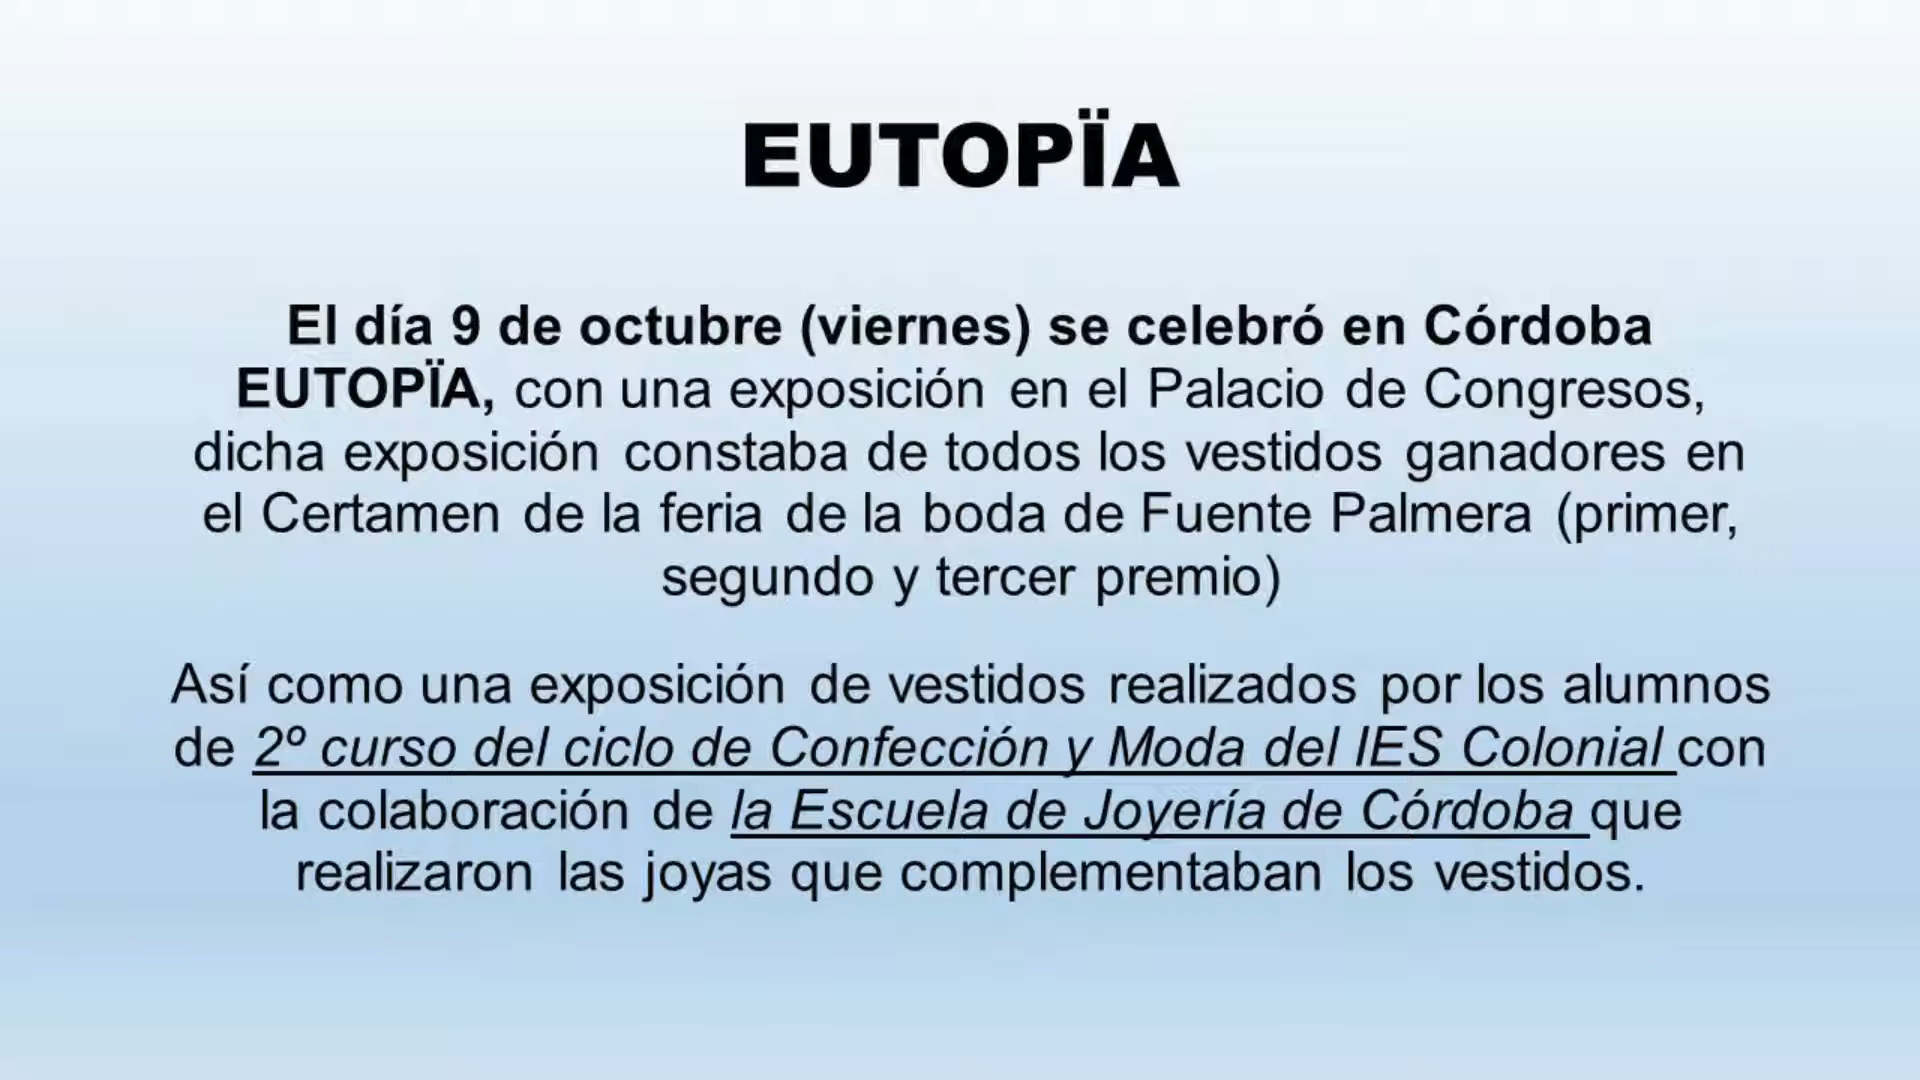 EUTOPÏA
El día 9 de octubre (viernes) se celebró en Córdoba
EUTOPÏA, con una exposición en el Palacio de Congresos,
dicha exposición constaba de todos los vestidos ganadores en
el Certamen de la feria de la boda de Fuente Palmera (primer,
segundo y tercer premio)
Así como una exposición de vestidos realizados por los alumnos
de 2º curso del ciclo de Confección y Moda del IES Colonial con
la colaboración de la Escuela de Joyería de Córdoba que
realizaron las joyas que complementaban los vestidos.